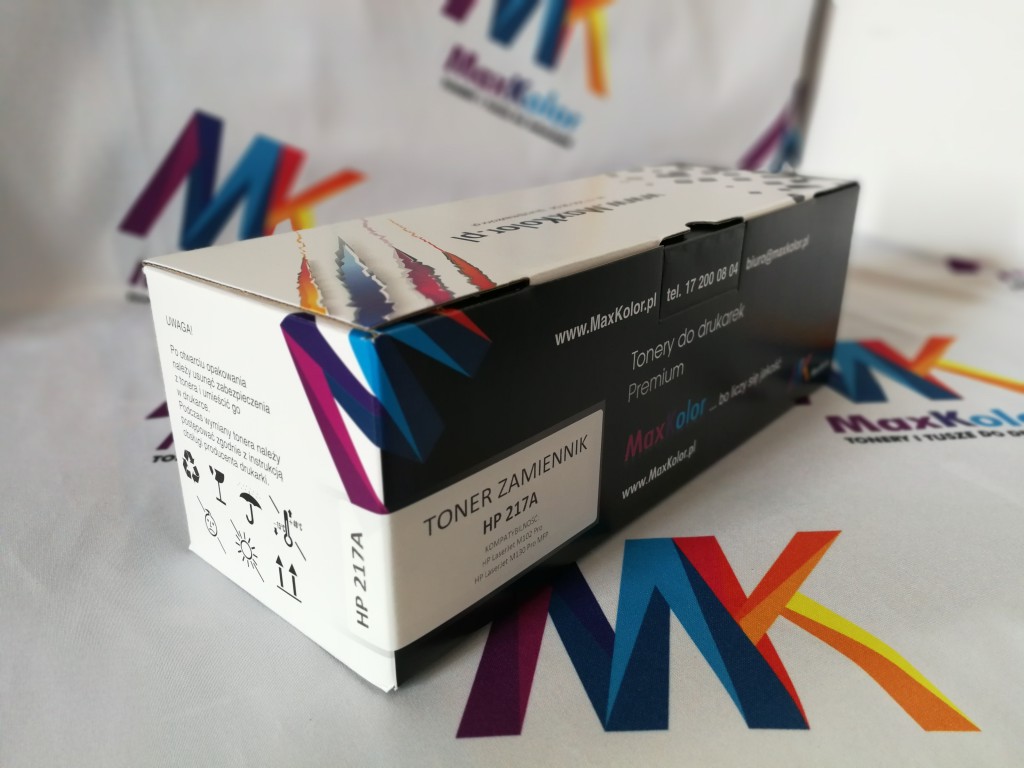 MK
MaxKolor
MK
www.MaxKolor.pl
www.MaxKolor.pl
tel. 17 200 08 04
biuro@maxkolor.pl
Tonery do drukarek
Premium
MaxKolor ... bo liczy się jakość
www.MaxKolor.pl
UWAGA!
Po otwarciu opakowania
należy usunąć zabezpieczenia
z tonera i umieścić go
w drukarce.
Podczas wymiany tonera należy
postępować zgodnie z instrukcją
obsługi producenta drukarki.
HP 217A
TONER ZAMIENNIK
HP 217A
KOMPATYBILNOŚĆ:
HP LaserJet M102 Pro
HP LaserJet M130 Pro MFP
MK
MaxKolo
TONERY I TUSZE DO D
MK